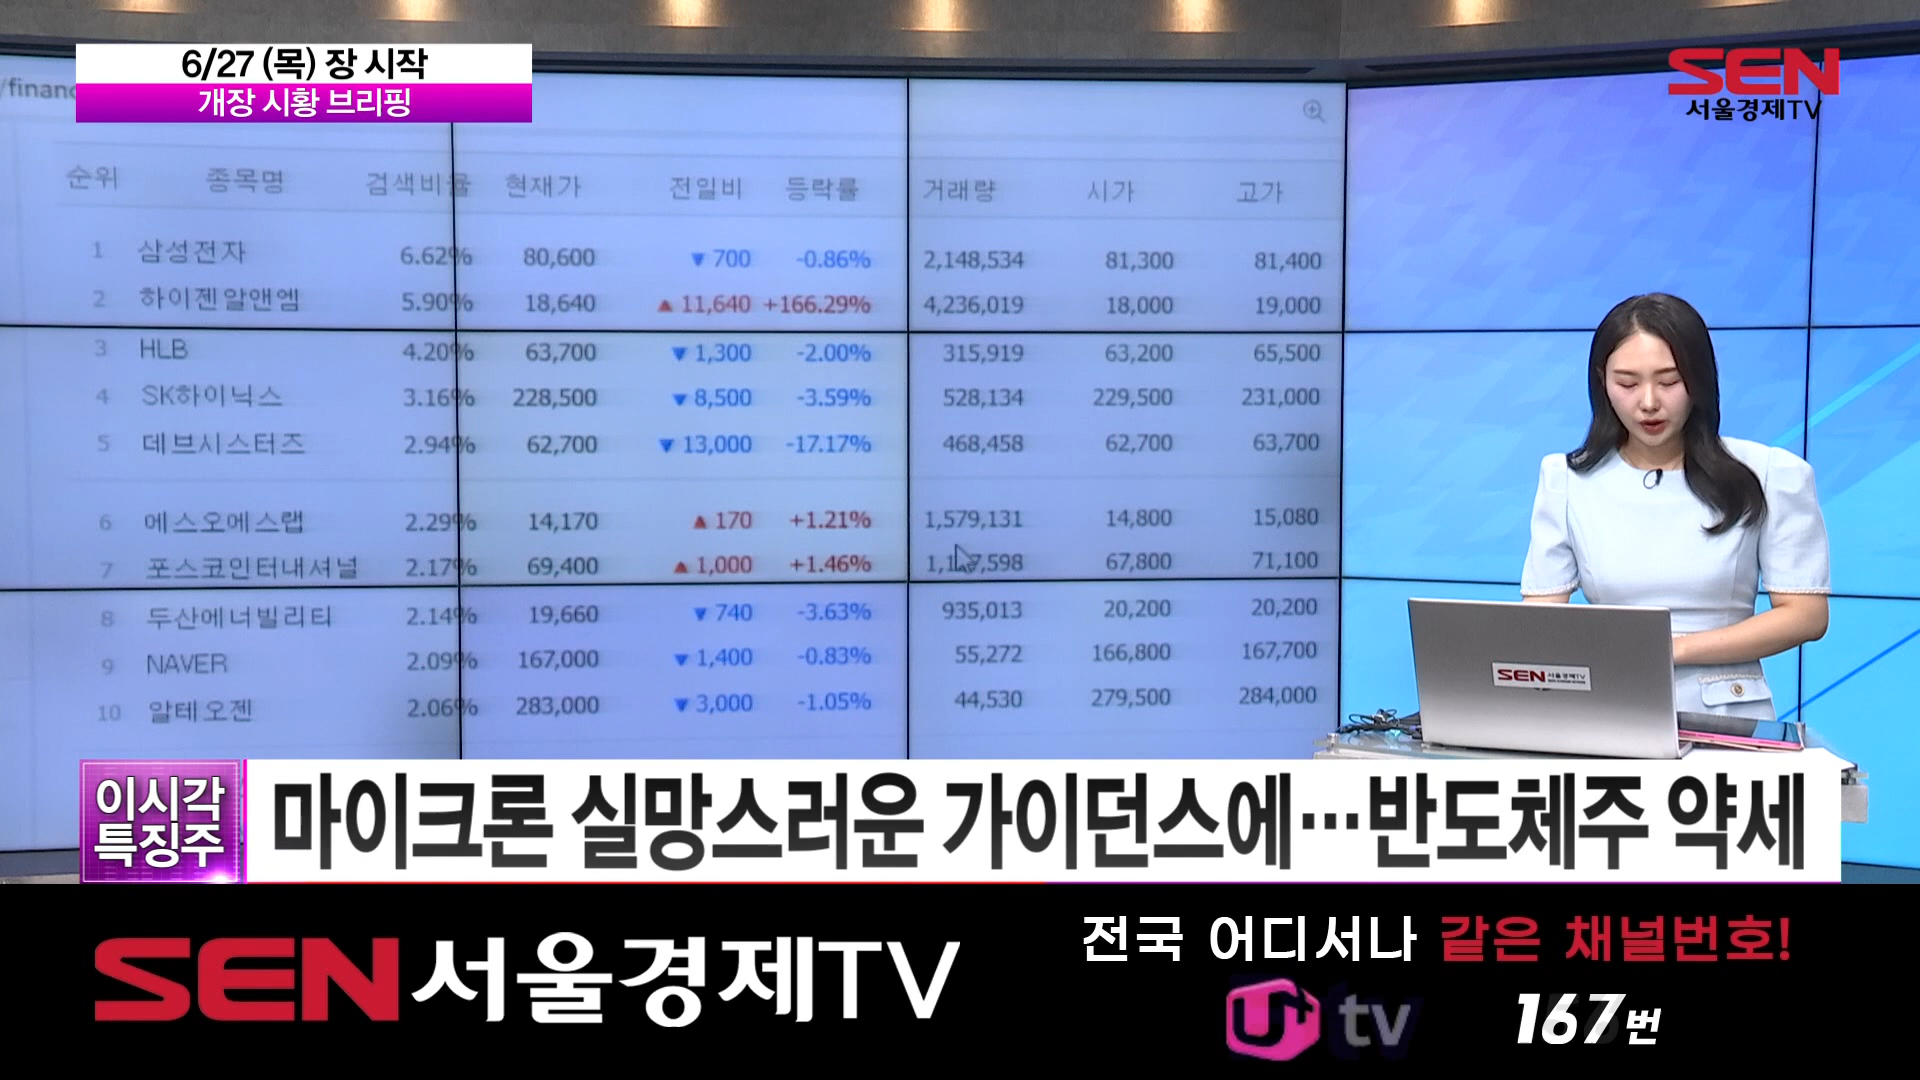 6/27 (목) 장 시작
개장 시황 브리핑
SEN
서울경제TV
/financ
순위 종목명 검색비율 현재가 전일비 등락률 거래량 시가 고가
1 삼성전자 6.62% 80,600 ▼ 700 -0.86% 2,148,534 81,300 81,400
2 하이젠알앤엠 5.90% 18,640 ▲ 11,640 +166.29% 4,236,019 18,000 19,000
3 HLB 4.20% 63,700 ▼ 1,300 -2.00% 315,919 63,200 65,500
4 SK하이닉스 3.16% 228,500 ▼ 8,500 -3.59% 528,134 229,500 231,000
5 데브시스터즈 2.94% 62,700 ▼ 13,000 -17.17% 468,458 62,700 63,700
6 에스오에스랩 2.29% 14,170 ▲ 170 +1.21% 1,579,131 14,800 15,080
7 포스코인터내셔널 2.17% 69,400 ▲ 1,000 +1.46% 67,800 71,100
8 두산에너빌리티 2.14% 19,660 ▼ 740 -3.63% 935,013 20,200 20,200
9 NAVER 2.09% 167,000 ▼ 1,400 -0.83% 55,272 166,800 167,700
10 알테오젠 2.06% 283,000 ▼ 3,000 -1.05% 44,530 279,500 284,000
SEN 서울경제TV
이시각
특징주
마이크론 실망스러운 가이던스에…반도체주 약세
SEN 서울경제TV
전국 어디서나 같은 채널번호!
U+ tv 167번